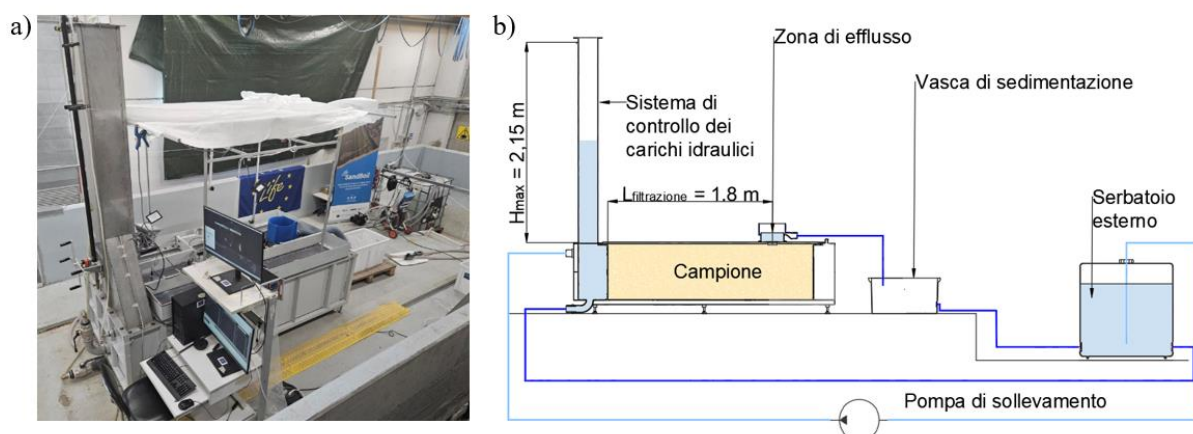 a)
SandBoil
life
b)
Zona di efflusso
Vasca di sedimentazione
Sistema di
controllo dei
carichi idraulici
Hmax = 2,15 m
Lfiltrazione = 1.8 m
Serbatoio
esterno
Campione
Pompa di sollevamento